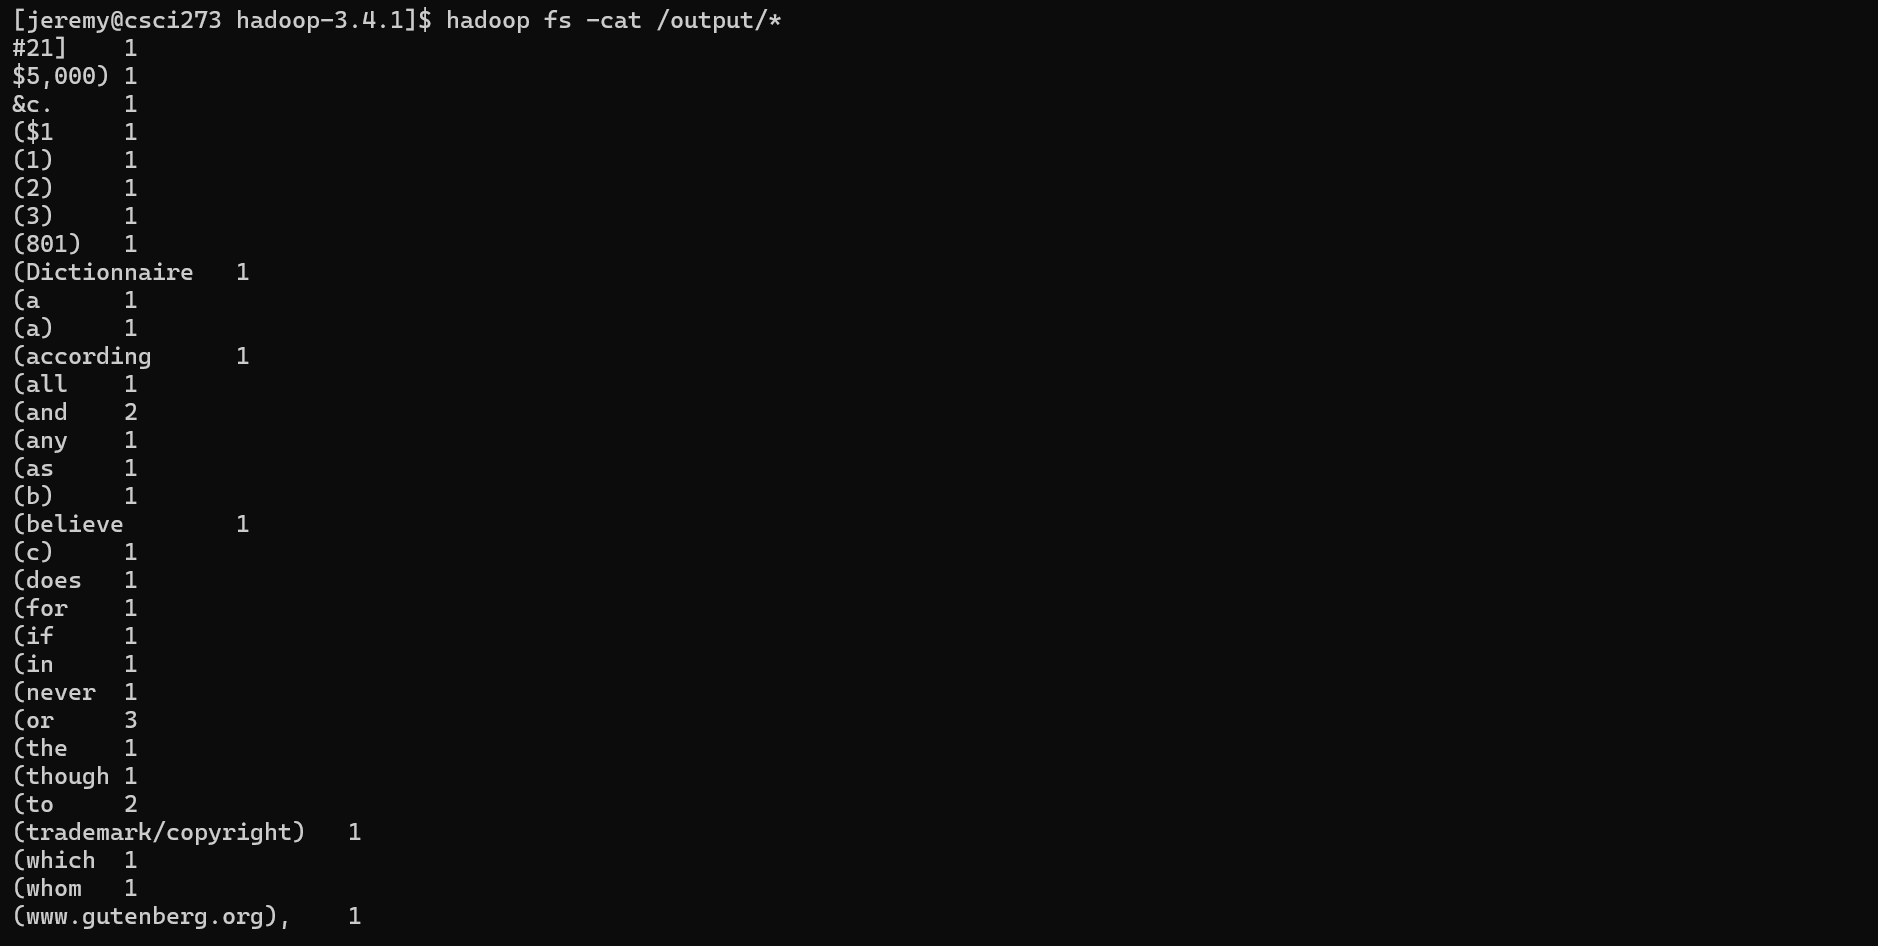 [jeremy@csci273 hadoop-3.4.1]$ hadoop fs -cat /output/*
#21]	1
$5,000)	1
&c.	1
($1	1
(1)	1
(2)	1
(3)	1
(801)	1
(Dictionnaire	1
(a	1
(a)	1
(according	1
(all	1
(and	2
(any	1
(as	1
(b)	1
(believe	1
(c)	1
(does	1
(for	1
(if	1
(in	1
(never	1
(or	3
(the	1
(though	1
(to	2
(trademark/copyright)	1
(which	1
(whom	1
(www.gutenberg.org),	1